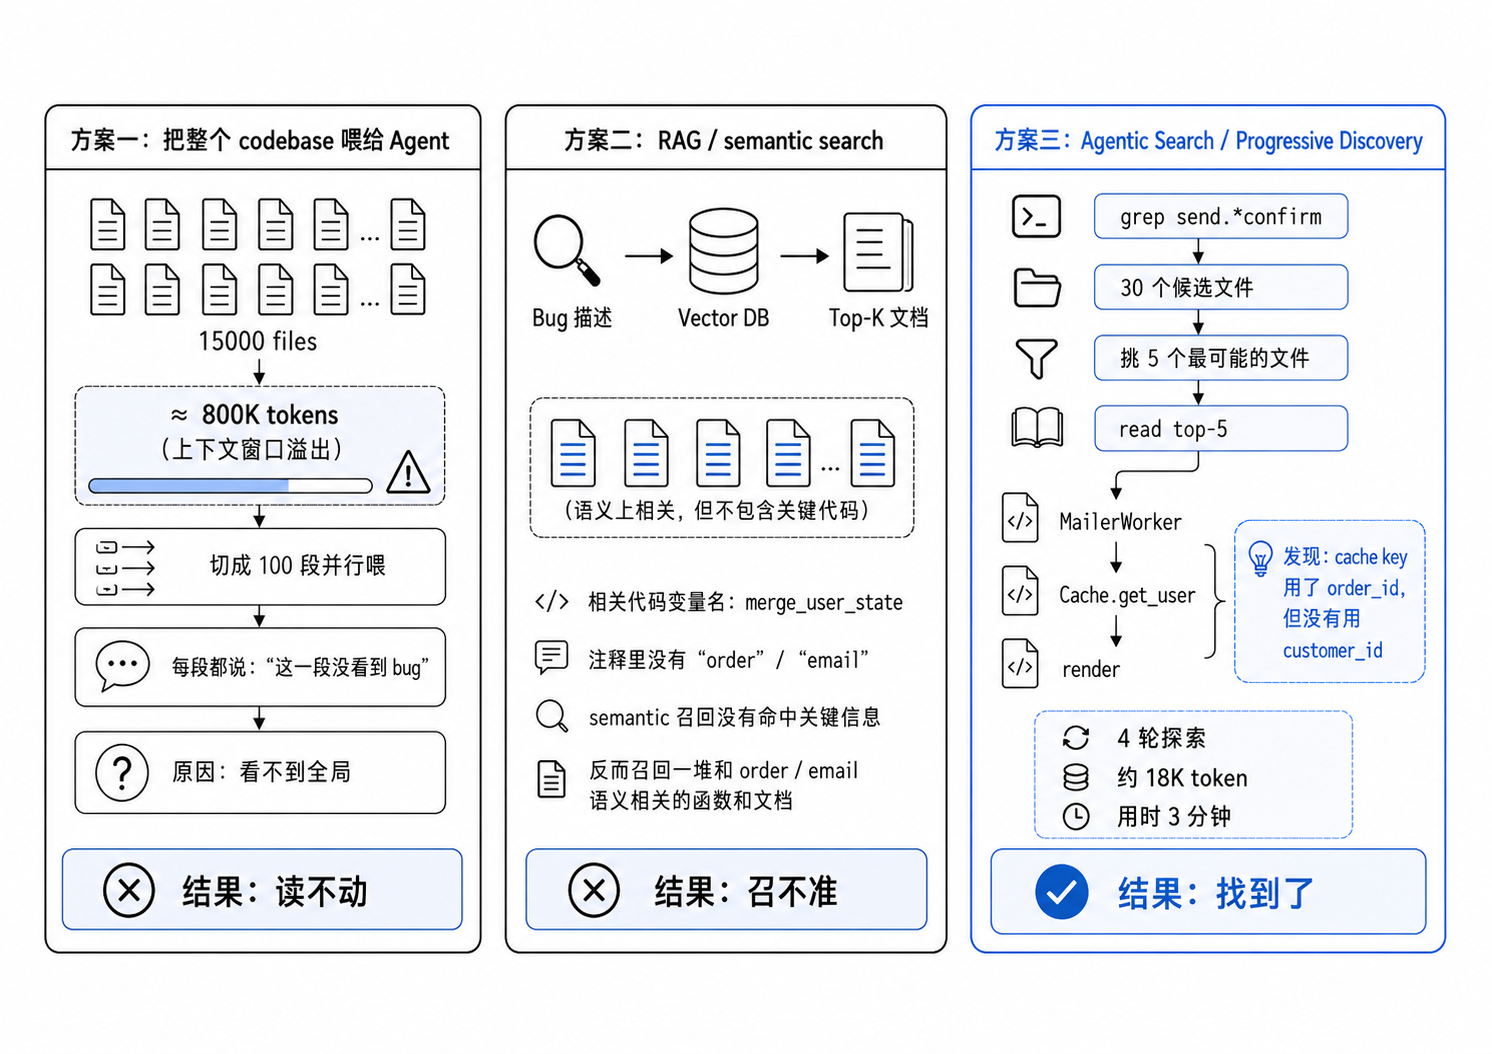 方案一：把整个 codebase 喂给 Agent
...
...
15000 files
≈ 800K tokens
（上下文窗口溢出）
切成 100 段并行喂
每段都说：“这一段没看到 bug”
?
原因：看不到全局
结果：读不动
方案二：RAG / semantic search
Bug 描述
Vector DB
Top-K 文档
...
（语义上相关，但不包含关键代码）
</> 相关代码变量名：merge_user_state
注释里没有 “order” / “email”
semantic 召回没有命中关键信息
反而召回一堆和 order / email
语义相关的函数和文档
结果：召不准
方案三：Agentic Search / Progressive Discovery
>_
grep send.*confirm
30 个候选文件
挑 5 个最可能的文件
read top-5
</> MailerWorker
</> Cache.get_user
</> render
发现：cache key
用了 order_id,
但没有用
customer_id
4 轮探索
约 18K token
用时 3 分钟
结果：找到了